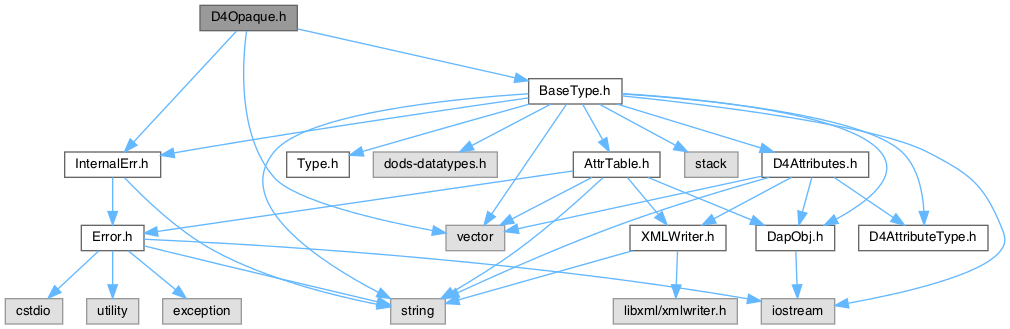 D4Opaque.h
BaseType.h
InternalErr.h
Type.h
dods-datatypes.h
AttrTable.h
stack
D4Attributes.h
Error.h
vector
XMLWriter.h
DapObj.h
D4AttributeType.h
cstdio
utility
exception
string
libxml/xmlwriter.h
iostream